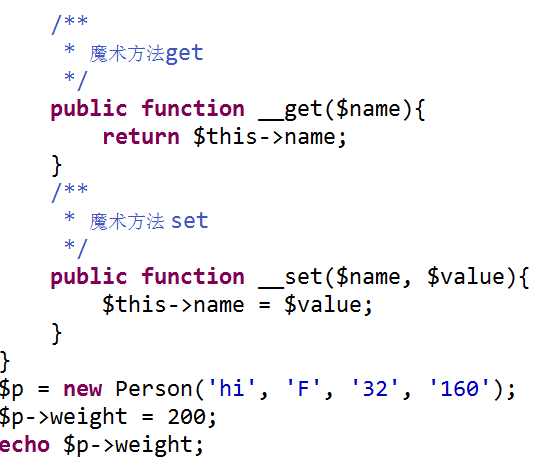 /**
 * 魔术方法get
 */
public function __get($name){
return $this->name;
}
/**
 * 魔术方法 set
 */
public function __set($name, $value){
$this->name = $value;
}
}
$p = new Person('hi', 'F', '32', '160');
$p->weight = 200;
echo $p->weight;